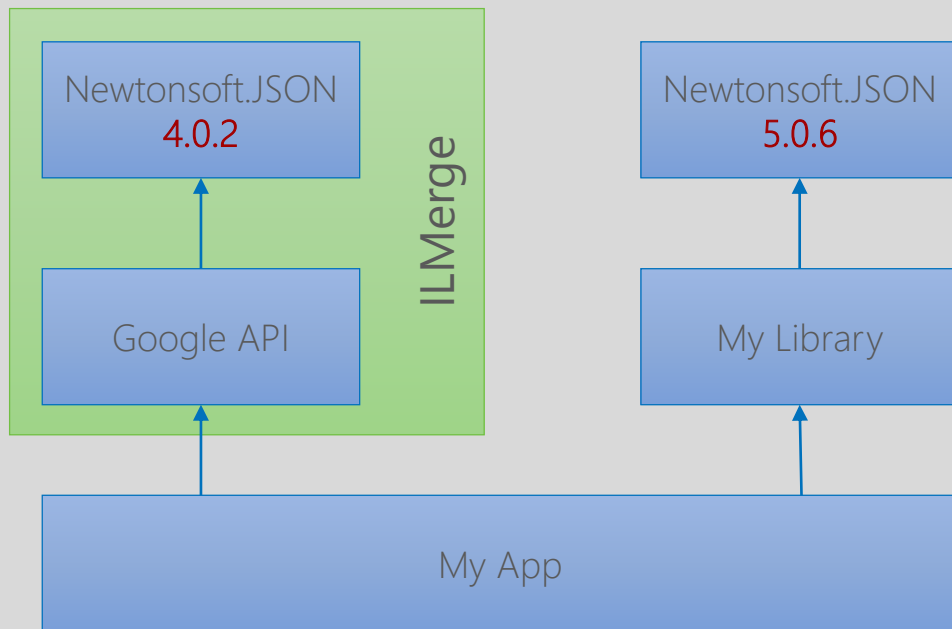 Newtonsoft.JSON
4.0.2
Newtonsoft.JSON
5.0.6
ILMerge
Google API
My Library
My App